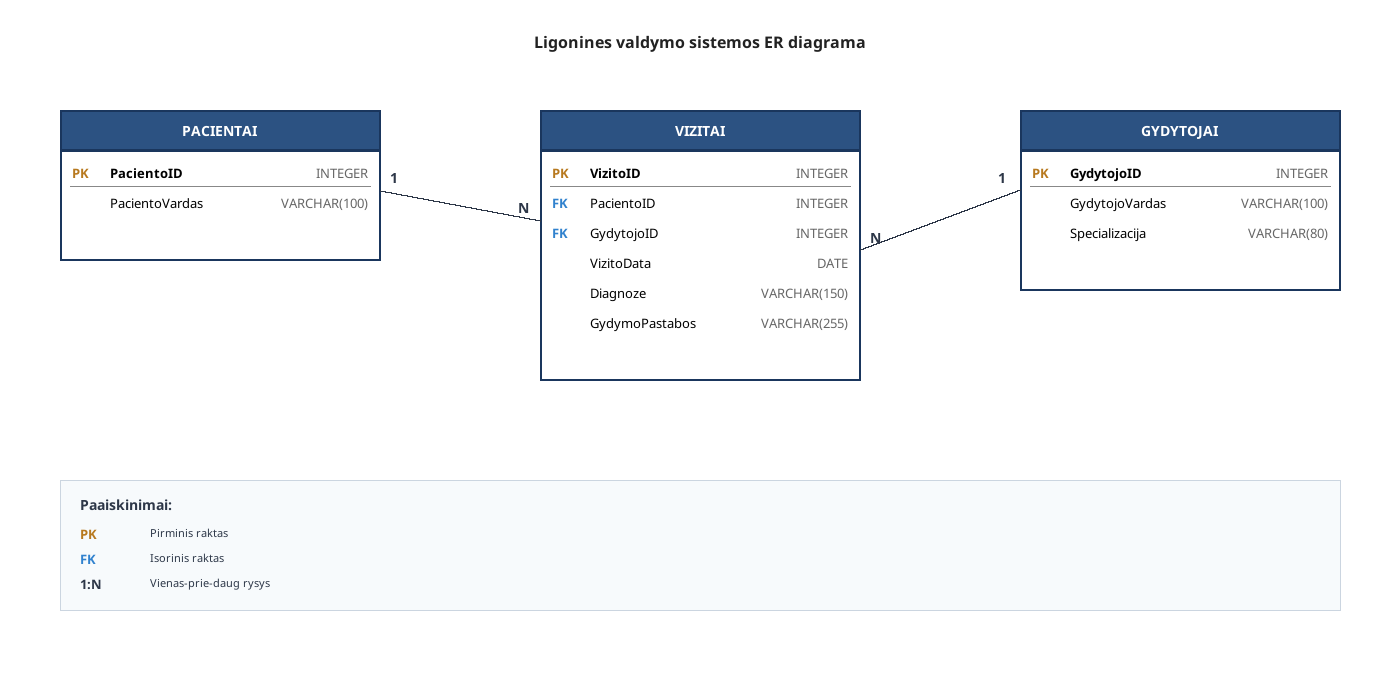 Ligonines valdymo sistemos ER diagrama
PACIENTAI
PK PacientoID INTEGER
PacientoVardas VARCHAR(100)
1
N
VIZITAI
PK VizitoID INTEGER
FK PacientoID INTEGER
FK GydytojoID INTEGER
VizitoData DATE
Diagnoze VARCHAR(150)
GydymoPastabos VARCHAR(255)
N
1
GYDYTOJAI
PK GydytojoID INTEGER
GydytojoVardas VARCHAR(100)
Specializacija VARCHAR(80)
Paaiskinimai:
PK Pirminis raktas
FK Isorinis raktas
1:N Vienas-prie-daug rysys